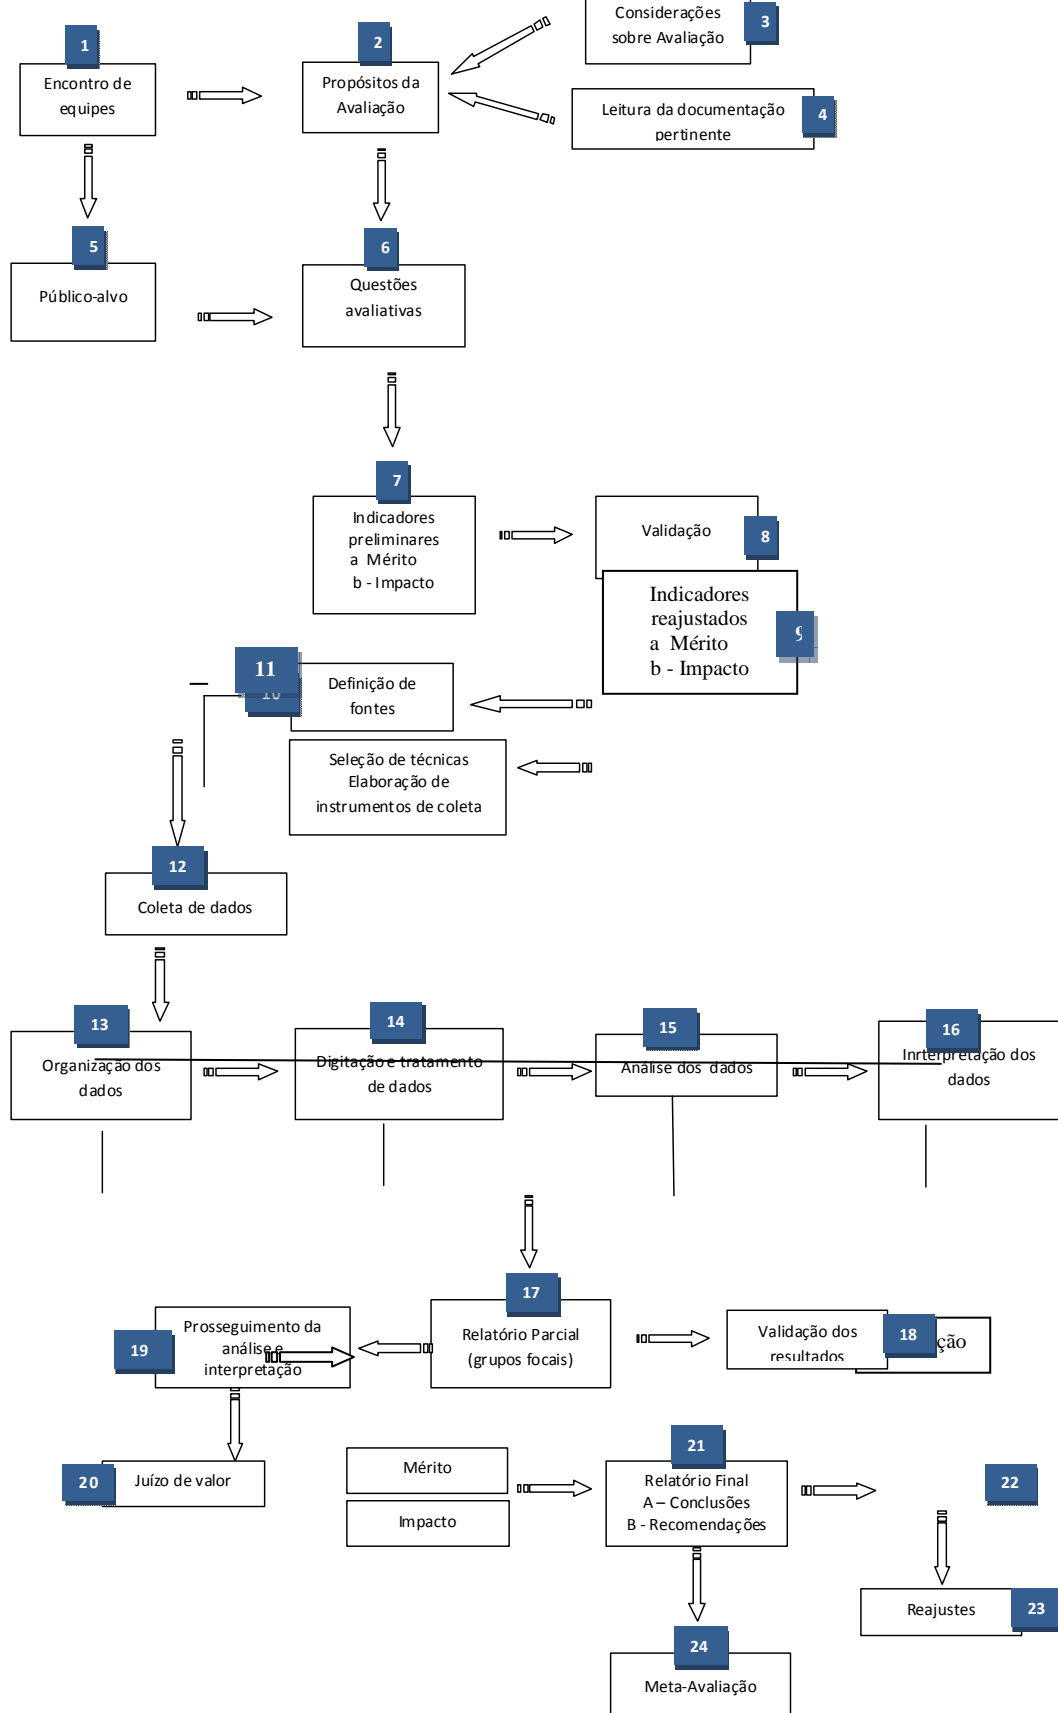 Considerações
sobre Avaliação
3
1
2
Encontro de
equipes
Propósitos da
Avaliação
Leitura da documentação
pertinente
4
5
6
Público-alvo
Questões
avaliativas
7
Indicadores
preliminares
a Mérito
b - Impacto
Validação
8
Indicadores
reajustados
a Mérito
b - Impacto
9
11
10
Definição de
fontes
Seleção de técnicas
Elaboração de
instrumentos de coleta
12
Coleta de dados
13
14
15
16
Organização dos
dados
Digitação e tratamento
de dados
Análise dos dados
Inrterpretação dos
dados
17
Relatório Parcial
(grupos focais)
Validação dos
resultados
18
ção
19
Prosseguimento da
análise e
interpretação
20
Juízo de valor
Mérito
Impacto
21
Relatório Final
A – Conclusões
B - Recomendações
22
Reajustes
23
24
Meta-Avaliação